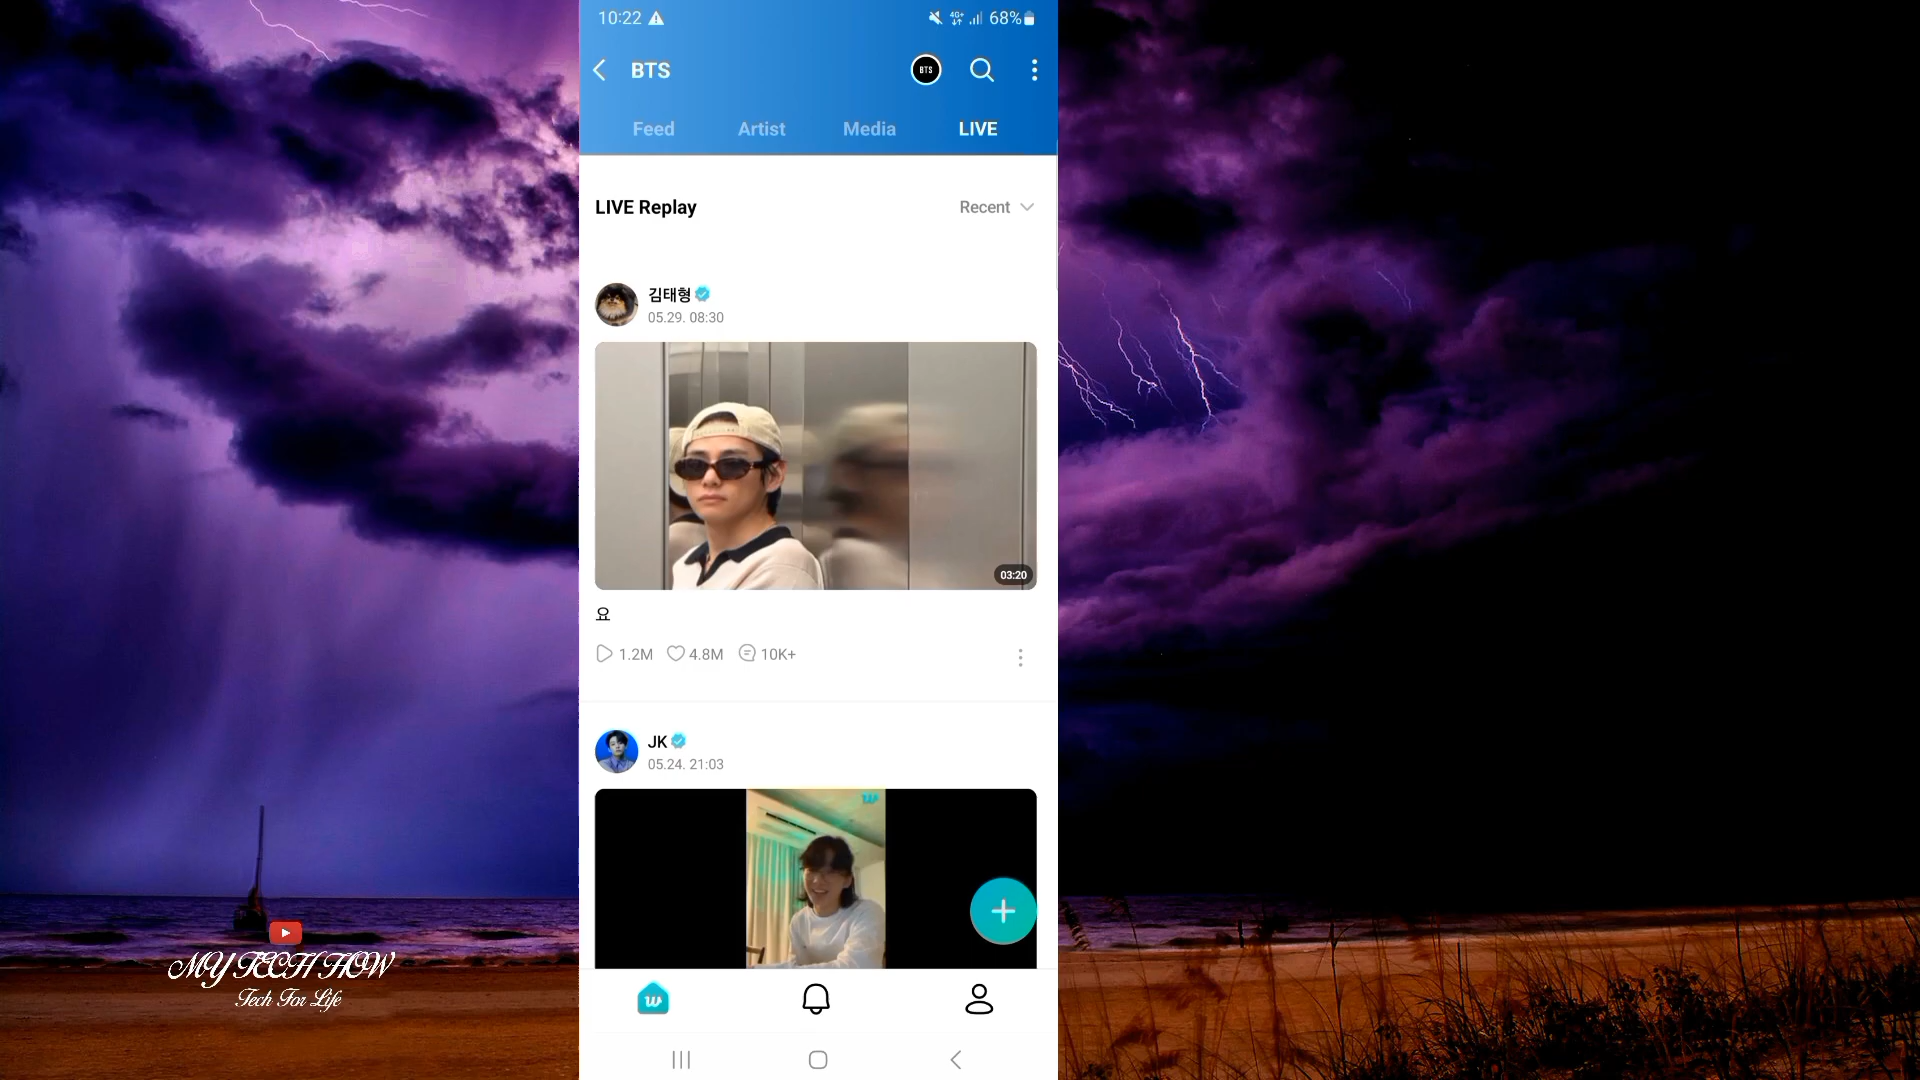 10:22
4G+
68%
BTS
BTS
Feed
Artist
Media
LIVE
LIVE Replay
Recent
김태형
05.29. 08:30
03:20
요
1.2M
4.8M
10K+
JK
05.24. 21:03
MY TECH HOW
Tech For Life